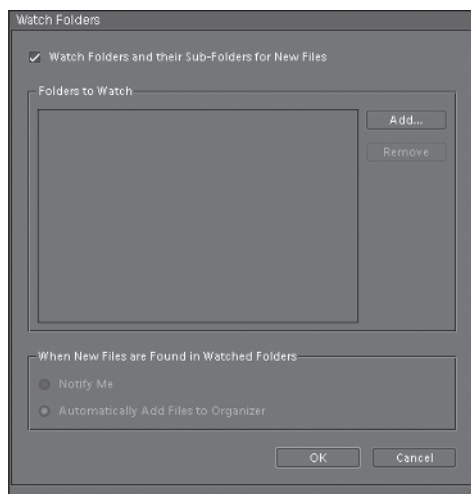 Watch Folders
Watch Folders and their Sub-Folders for New Files
Folders to Watch
Add...
Remove
When New Files are Found in Watched Folders
Notify Me
Automatically Add Files to Organizer
OK
Cancel